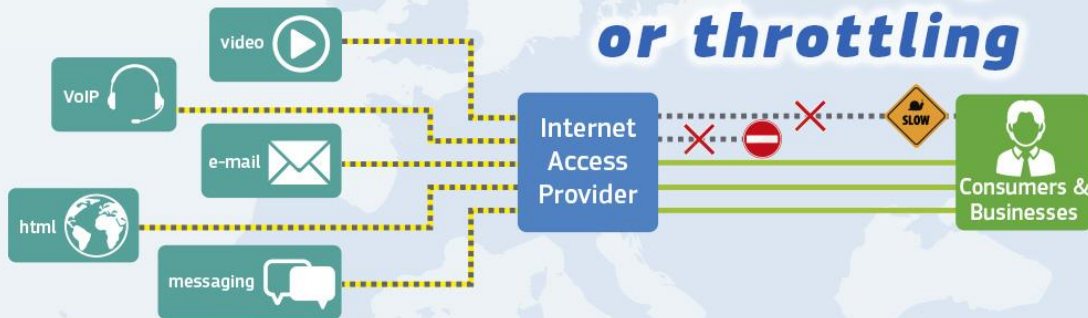 or throttling
video
VoIP
e-mail
html
messaging
Internet
Access
Provider
SLOW
Consumers &
Businesses